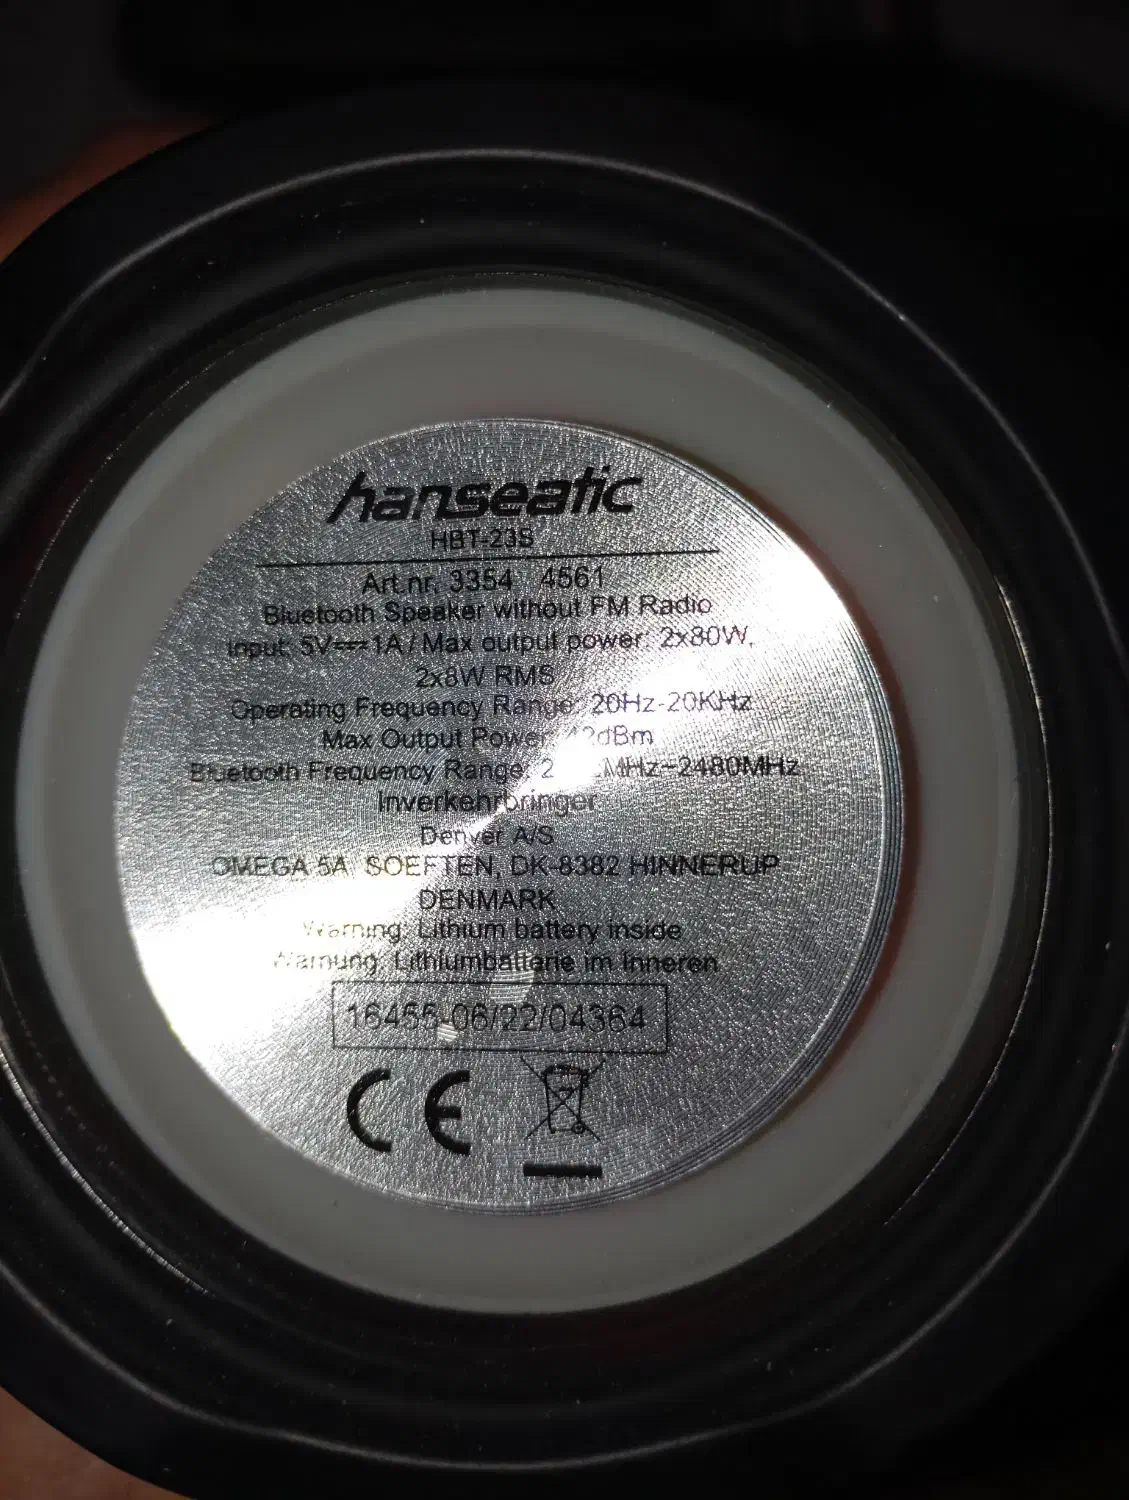 hanseatic
HBT-23S
Art.nr. 3354 4561
Bluetooth Speaker without FM Radio
Input: 5V⎓1A / Max output power: 2x80W,
2x8W RMS
Operating Frequency Range: 20Hz-20KHz
Max Output Power
Bluetooth Frequency Range: MHz-2480MHz
Inverkehrbringer
Denver A/S
OMEGA 5A, SOEFTEN, DK-8382 HINNERUP
DENMARK
Warning: Lithium battery inside
Warnung: Lithiumbatterie im Inneren
16455-06/22/04364
CE